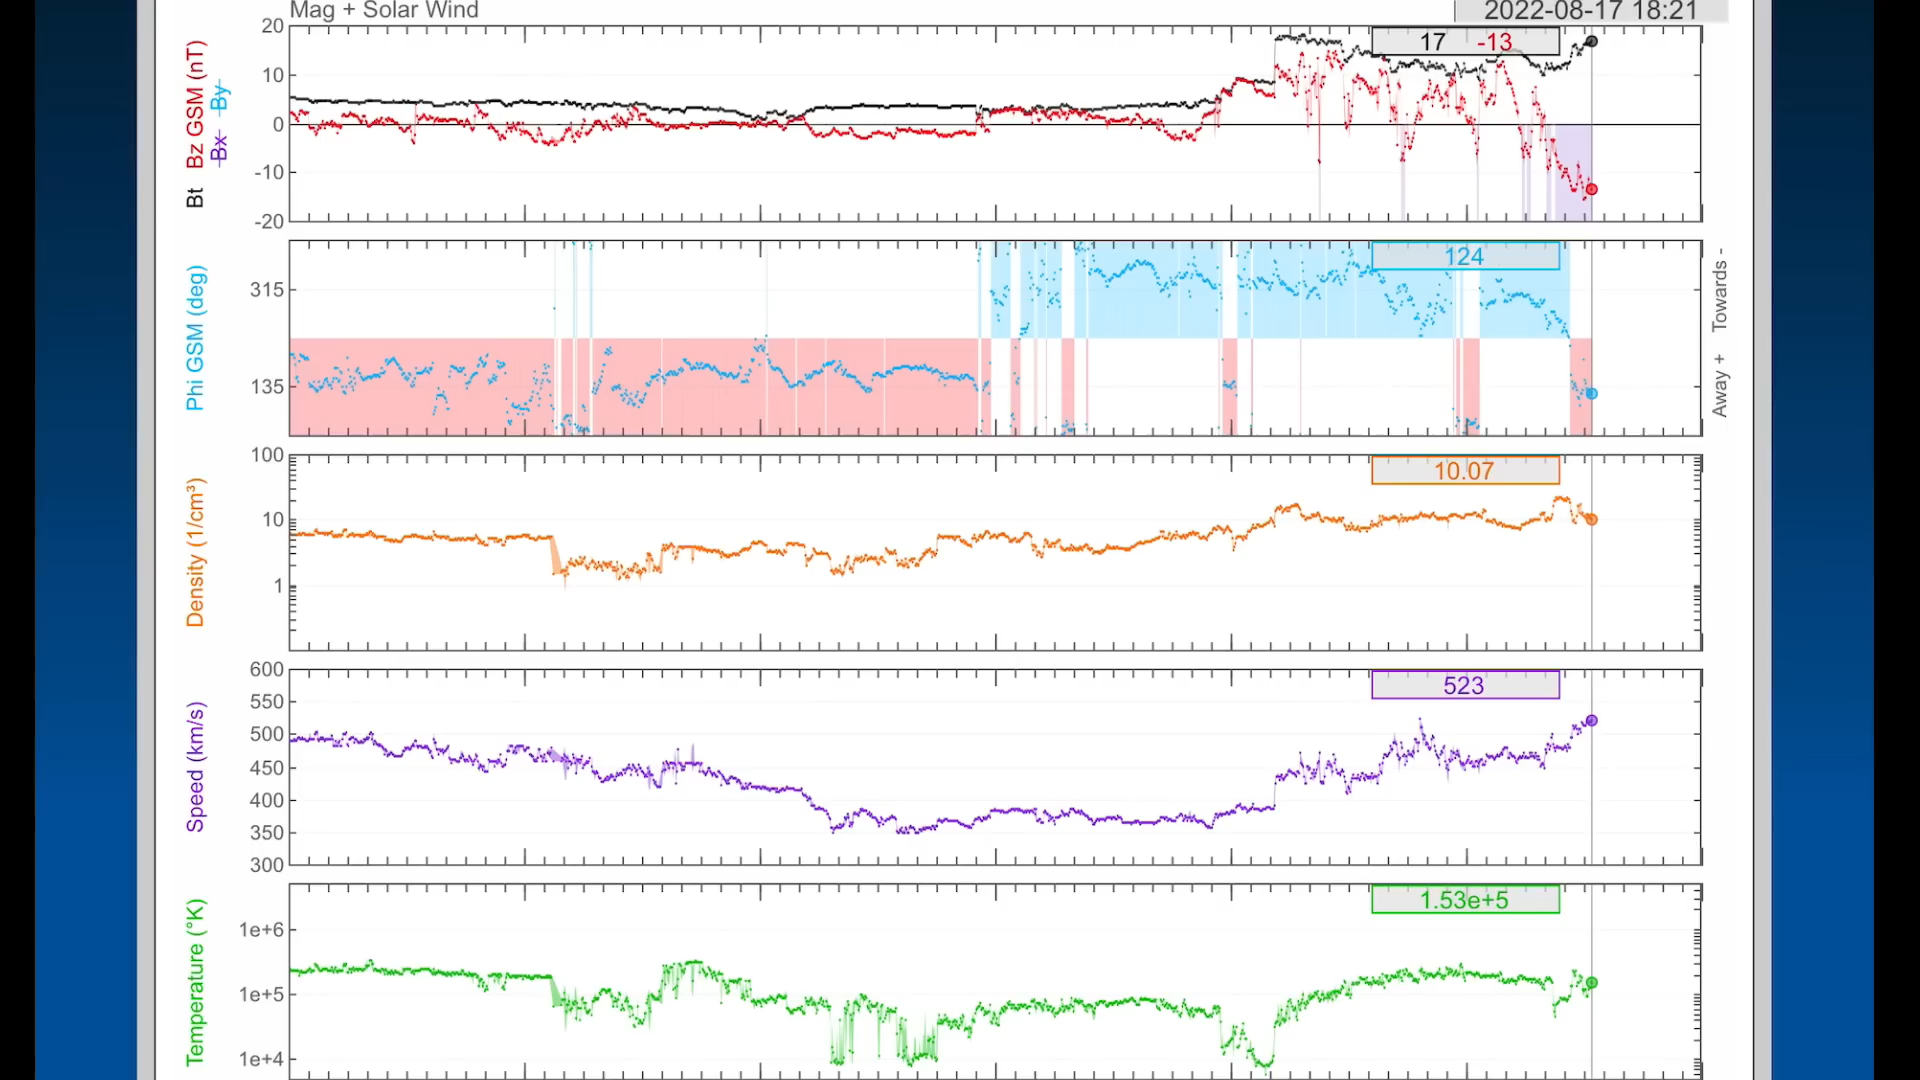 Mag + Solar Wind
2022-08-17 18:21
Bt Bz GSM (nT)
Bx By
20
10
0
-10
-20
17 -13
Phi GSM (deg)
315
135
124
Away + Towards -
Density (1/cm³)
100
10
1
10.07
Speed (km/s)
600
550
500
450
400
350
300
523
Temperature (°K)
1e+6
1e+5
1e+4
1.53e+5